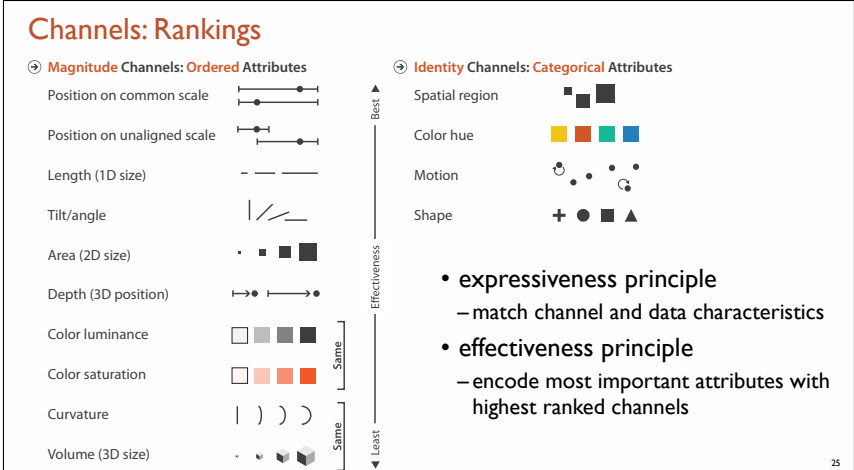 Channels: Rankings
Magnitude Channels: Ordered Attributes
Position on common scale
Position on unaligned scale
Length (1D size)
Tilt/angle
Area (2D size)
Depth (3D position)
Color luminance
Color saturation
Curvature
Volume (3D size)
Same
Same
Best
Effectiveness
Least
Identity Channels: Categorical Attributes
Spatial region
Color hue
Motion
Shape
• expressiveness principle
– match channel and data characteristics
• effectiveness principle
– encode most important attributes with
highest ranked channels
25